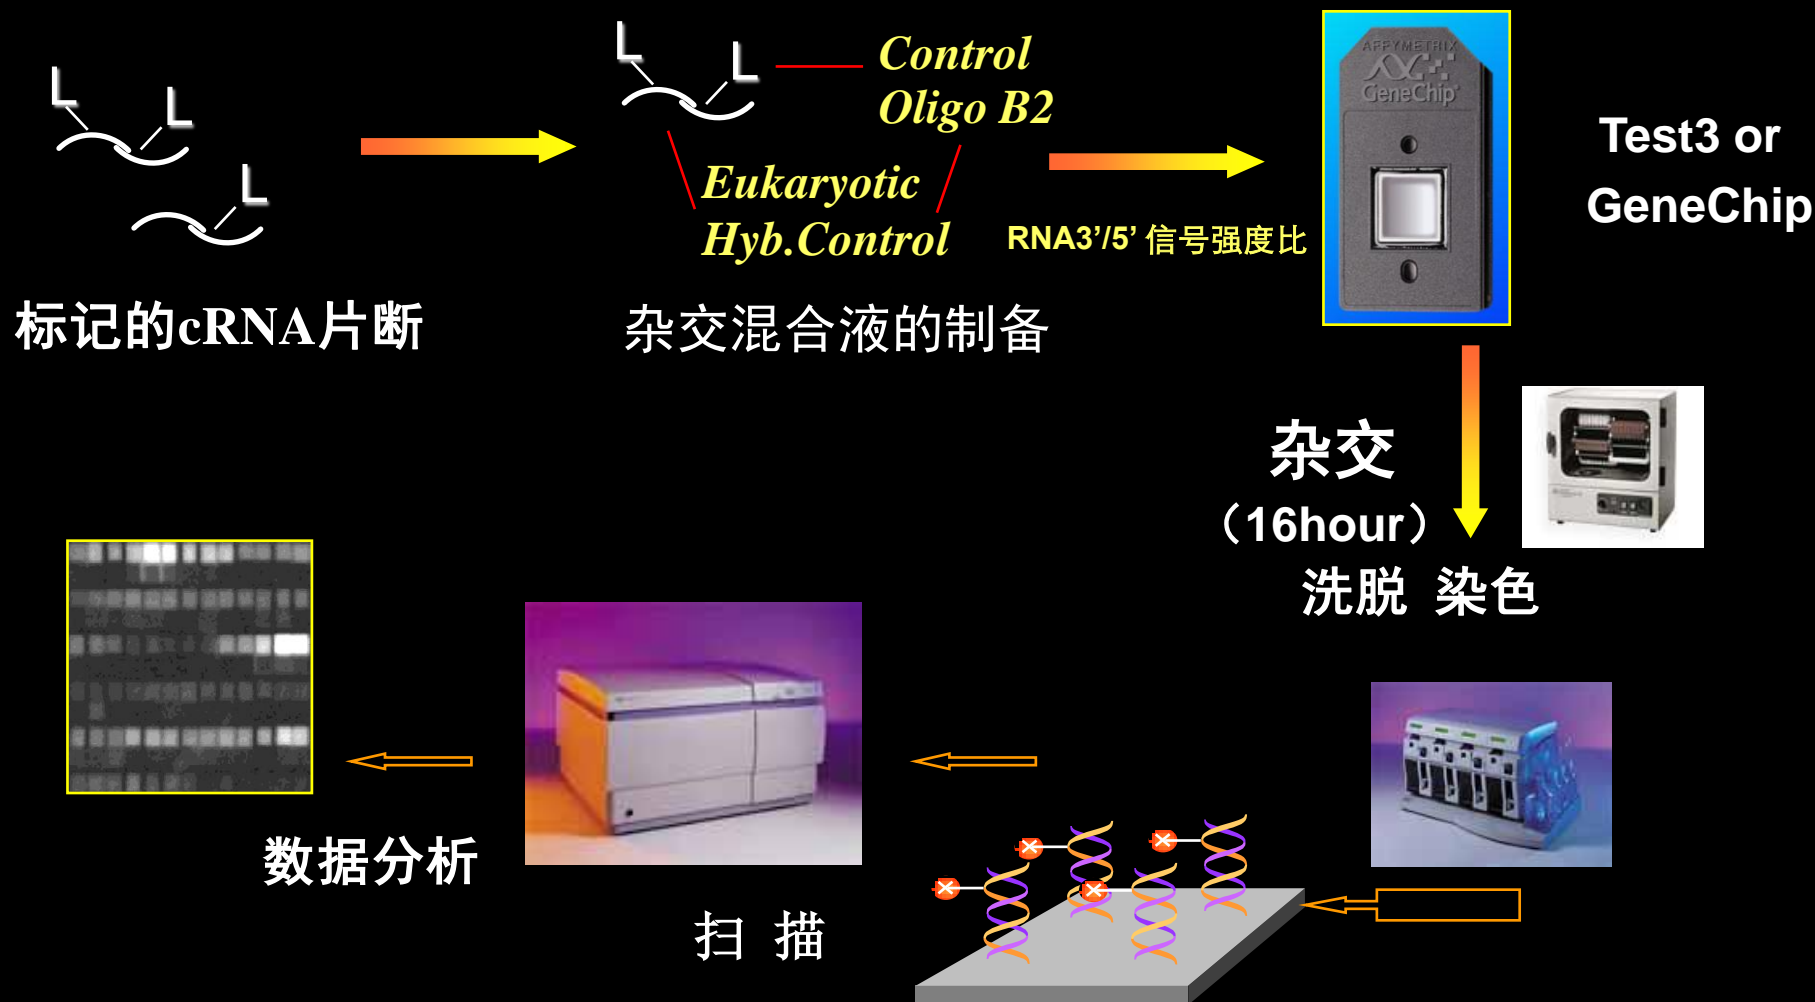 L
L
L
标记的cRNA片断
L
L
Control
Oligo B2
Eukaryotic
Hyb.Control
杂交混合液的制备
RNA3’/5’ 信号强度比
AFFYMETRIX
GeneChip
Test3 or
GeneChip
杂交
（16hour）
洗脱 染色
扫 描
数据分析